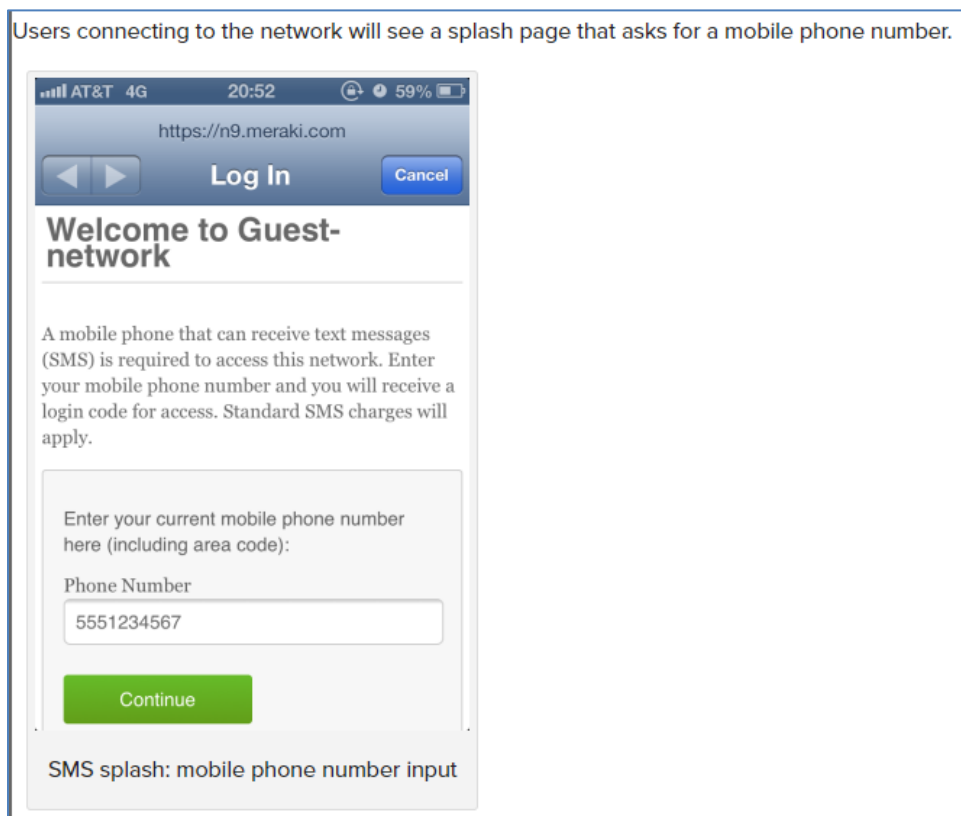 Users connecting to the network will see a splash page that asks for a mobile phone number.
AT&T 4G 20:52 59%
https://n9.meraki.com
Log In Cancel
Welcome to Guest-
network
A mobile phone that can receive text messages
(SMS) is required to access this network. Enter
your mobile phone number and you will receive a
login code for access. Standard SMS charges will
apply.
Enter your current mobile phone number
here (including area code):
Phone Number
5551234567
Continue
SMS splash: mobile phone number input